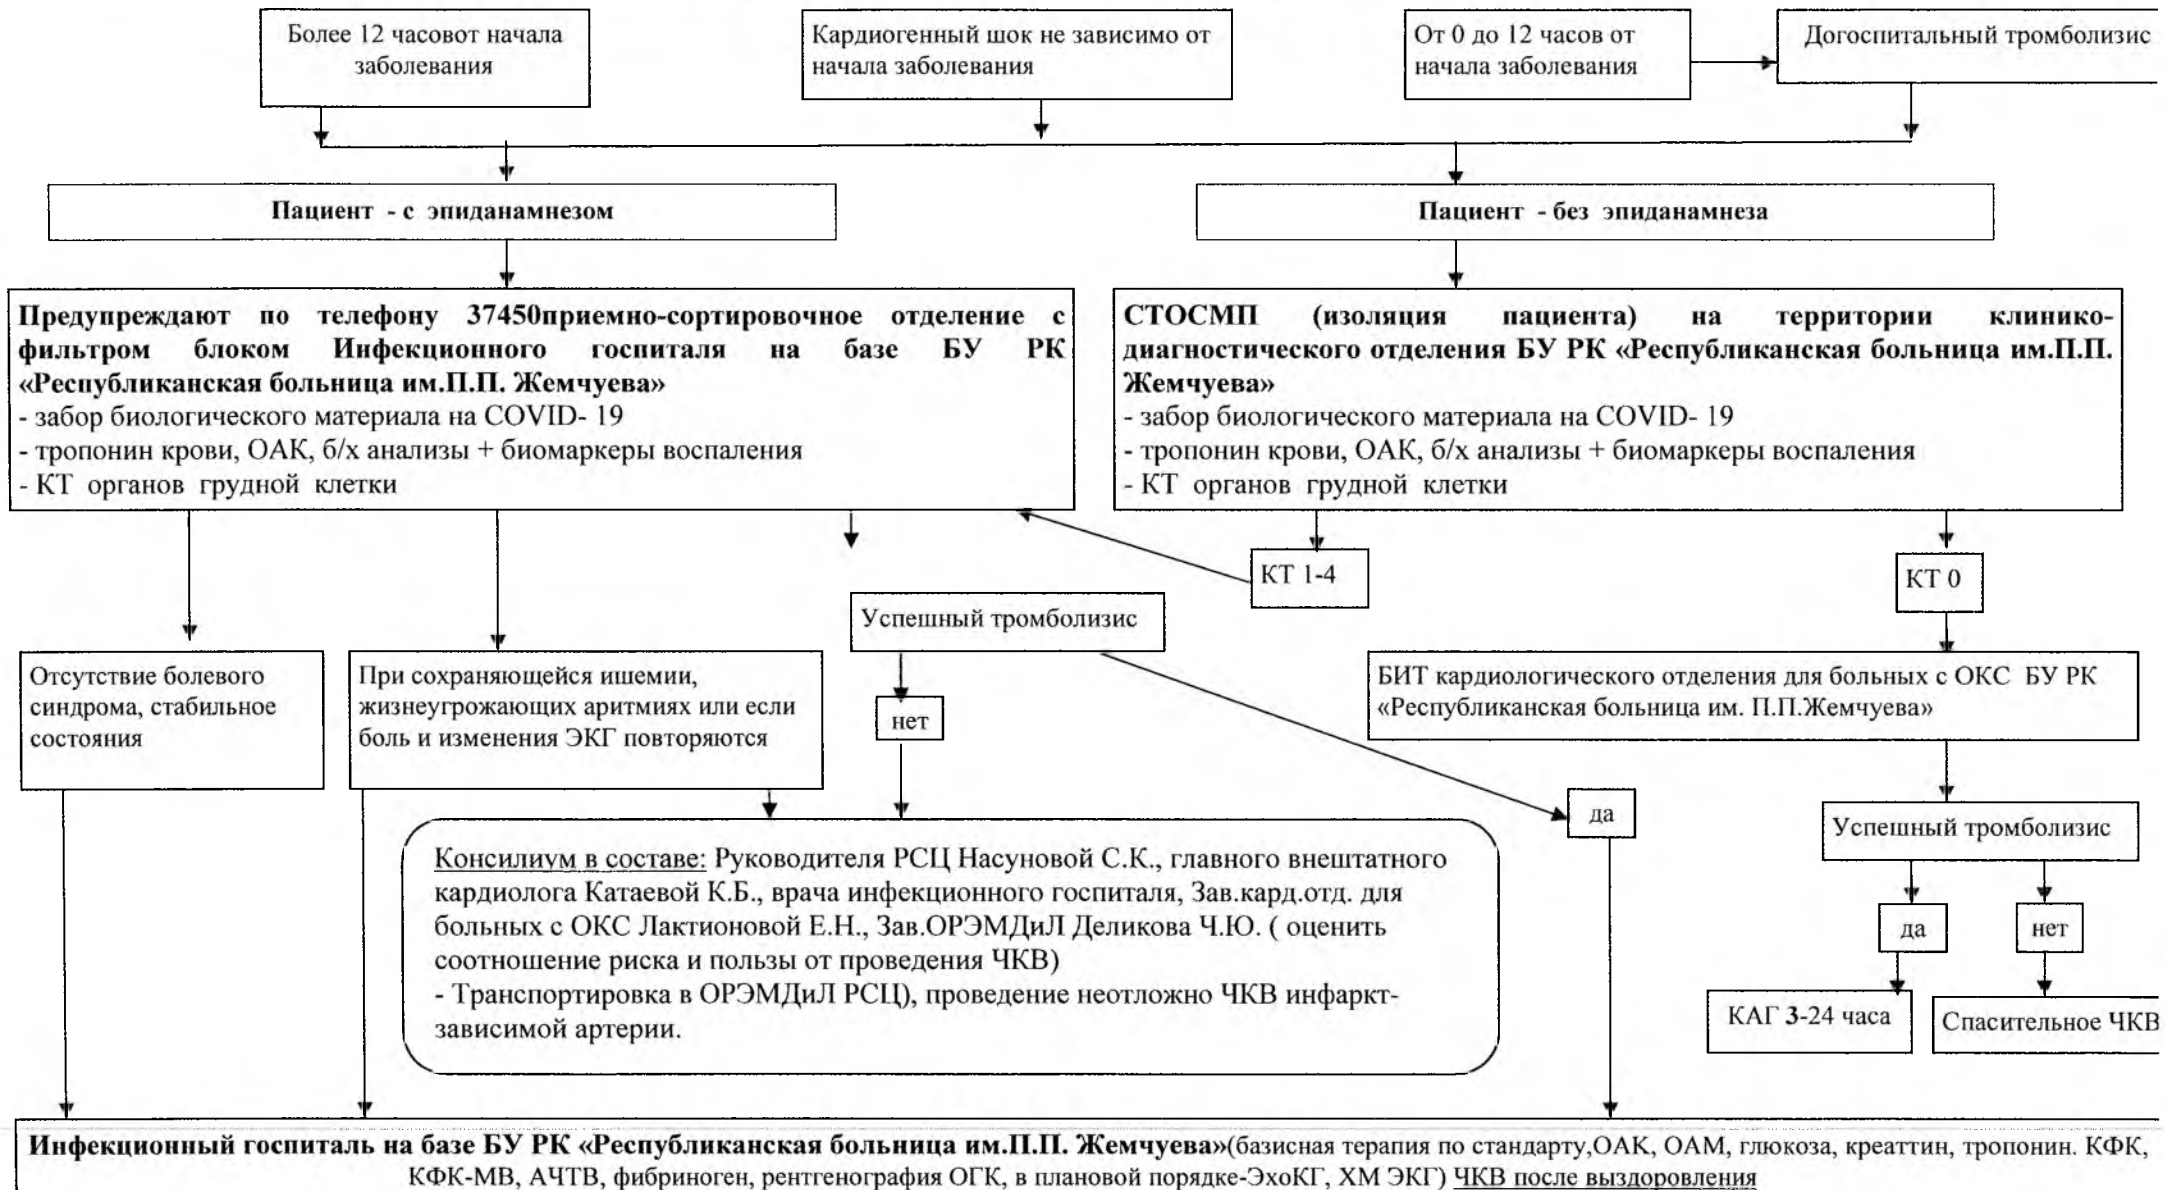 Более 12 часовот начала
заболевания
Кардиогенный шок не зависимо от
начала заболевания
От 0 до 12 часов от
начала заболевания
Догоспитальный тромболизис
Пациент - с эпиданамнезом
Пациент - без эпиданамнеза
Предупреждают по телефону 37450приемно-сортировочное отделение с
фильтром блоком Инфекционного госпиталя на базе БУ РК
«Республиканская больница им.П.П. Жемчуева»
- забор биологического материала на COVID- 19
- тропонин крови, ОАК, б/х анализы + биомаркеры воспаления
- КТ органов грудной клетки
СТОСМП (изоляция пациента) на территории клинико-
диагностического отделения БУ РК «Республиканская больница им.П.П.
Жемчуева»
- забор биологического материала на COVID- 19
- тропонин крови, ОАК, б/х анализы + биомаркеры воспаления
- КТ органов грудной клетки
КТ 1-4
КТ 0
Успешный тромболизис
Отсутствие болевого
синдрома, стабильное
состояния
При сохраняющейся ишемии,
жизнеугрожающих аритмиях или если
боль и изменения ЭКГ повторяются
нет
БИТ кардиологического отделения для больных с ОКС БУ РК
«Республиканская больница им. П.П.Жемчуева»
да
Успешный тромболизис
Консилиум в составе: Руководителя РСЦ Насуновой С.К., главного внештатного
кардиолога Катаевой К.Б., врача инфекционного госпиталя, Зав.кард.отд. для
больных с ОКС Лактионовой Е.Н., Зав.ОРЭМДиЛ Деликова Ч.Ю. ( оценить
соотношение риска и пользы от проведения ЧКВ)
- Транспортировка в ОРЭМДиЛ РСЦ), проведение неотложно ЧКВ инфаркт-
зависимой артерии.
да
нет
КАГ 3-24 часа
Спасительное ЧКВ
Инфекционный госпиталь на базе БУ РК «Республиканская больница им.П.П. Жемчуева»(базисная терапия по стандарту,ОАК, ОАМ, глюкоза, креаттин, тропонин. КФК,
КФК-МВ, АЧТВ, фибриноген, рентгенография ОГК, в плановой порядке-ЭхоКГ, ХМ ЭКГ) ЧКВ после выздоровления